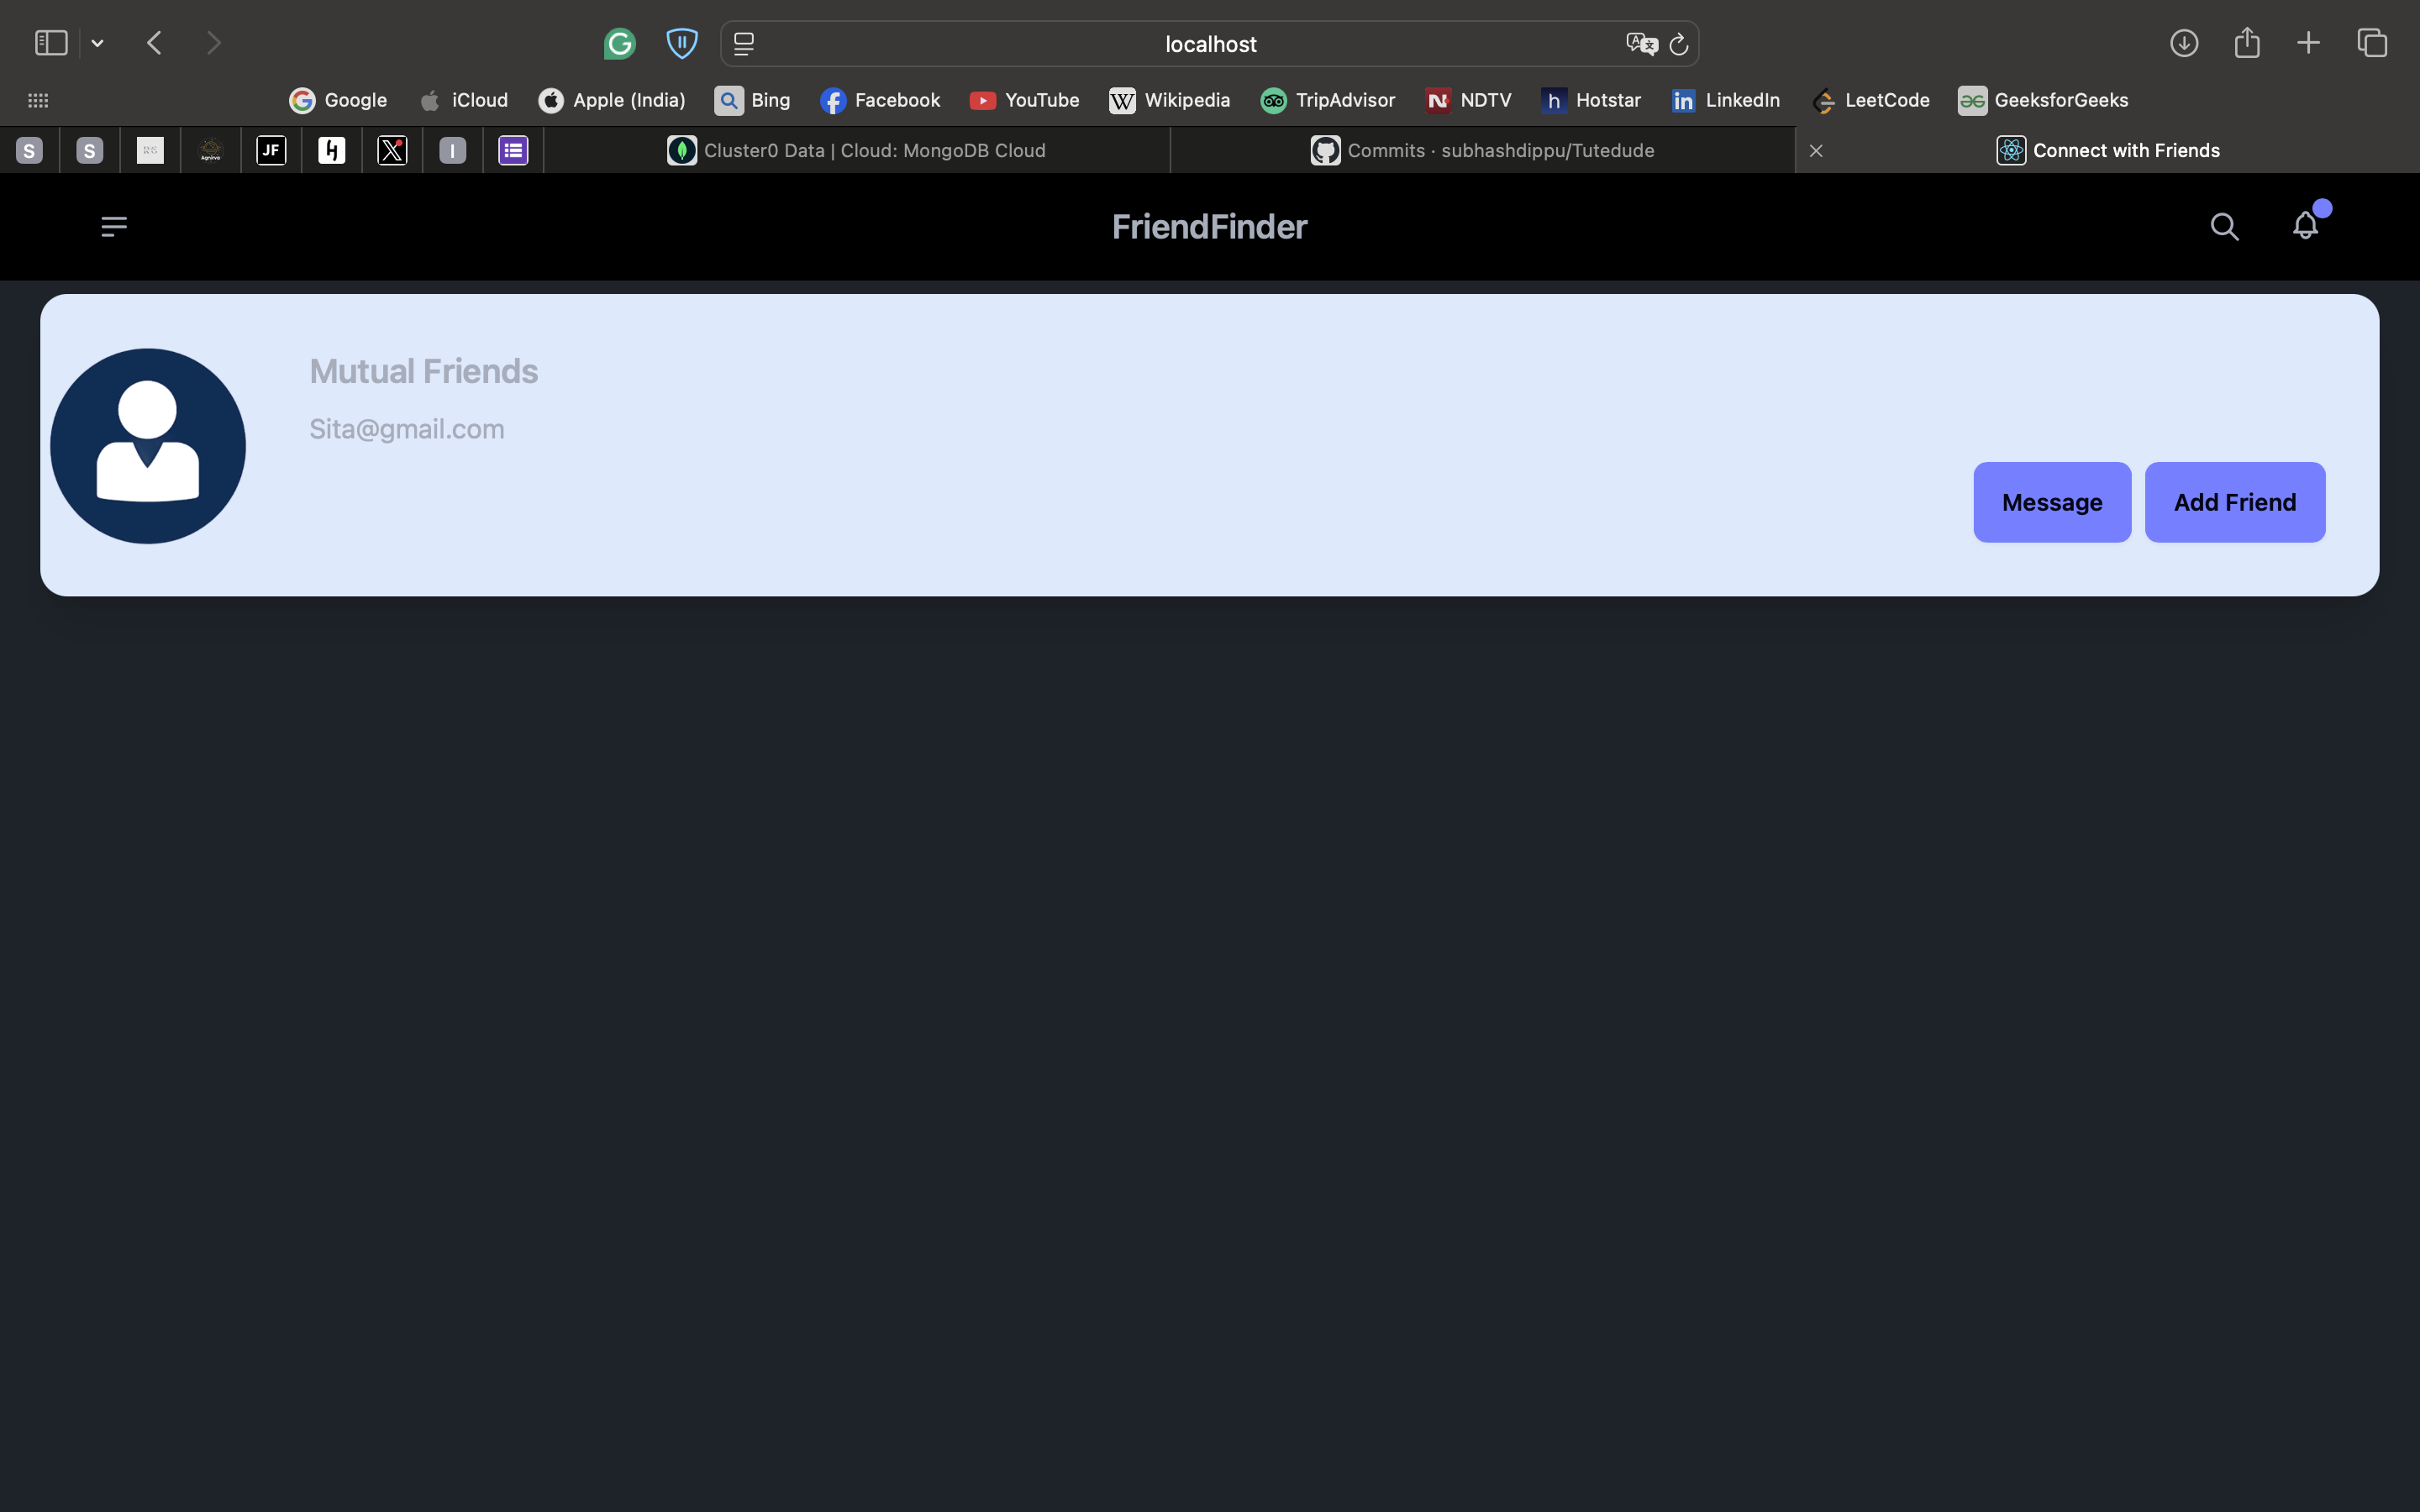 localhost
Google iCloud Apple (India) Bing Facebook YouTube Wikipedia TripAdvisor NDTV Hotstar LinkedIn LeetCode GeeksforGeeks
S S JF I Cluster0 Data | Cloud: MongoDB Cloud Commits · subhashdippu/Tutedude Connect with Friends
FriendFinder
Mutual Friends
Sita@gmail.com
Message Add Friend